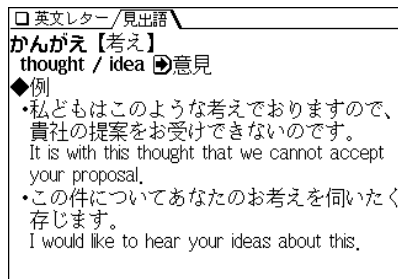 □英文レター/見出語
かんがえ【考え】
thought / idea ➡意見
◆例
・私どもはこのような考えでおりますので、
貴社の提案をお受けできないのです。
It is with this thought that we cannot accept
your proposal.
・この件についてあなたのお考えを伺いたく
存じます。
I would like to hear your ideas about this.